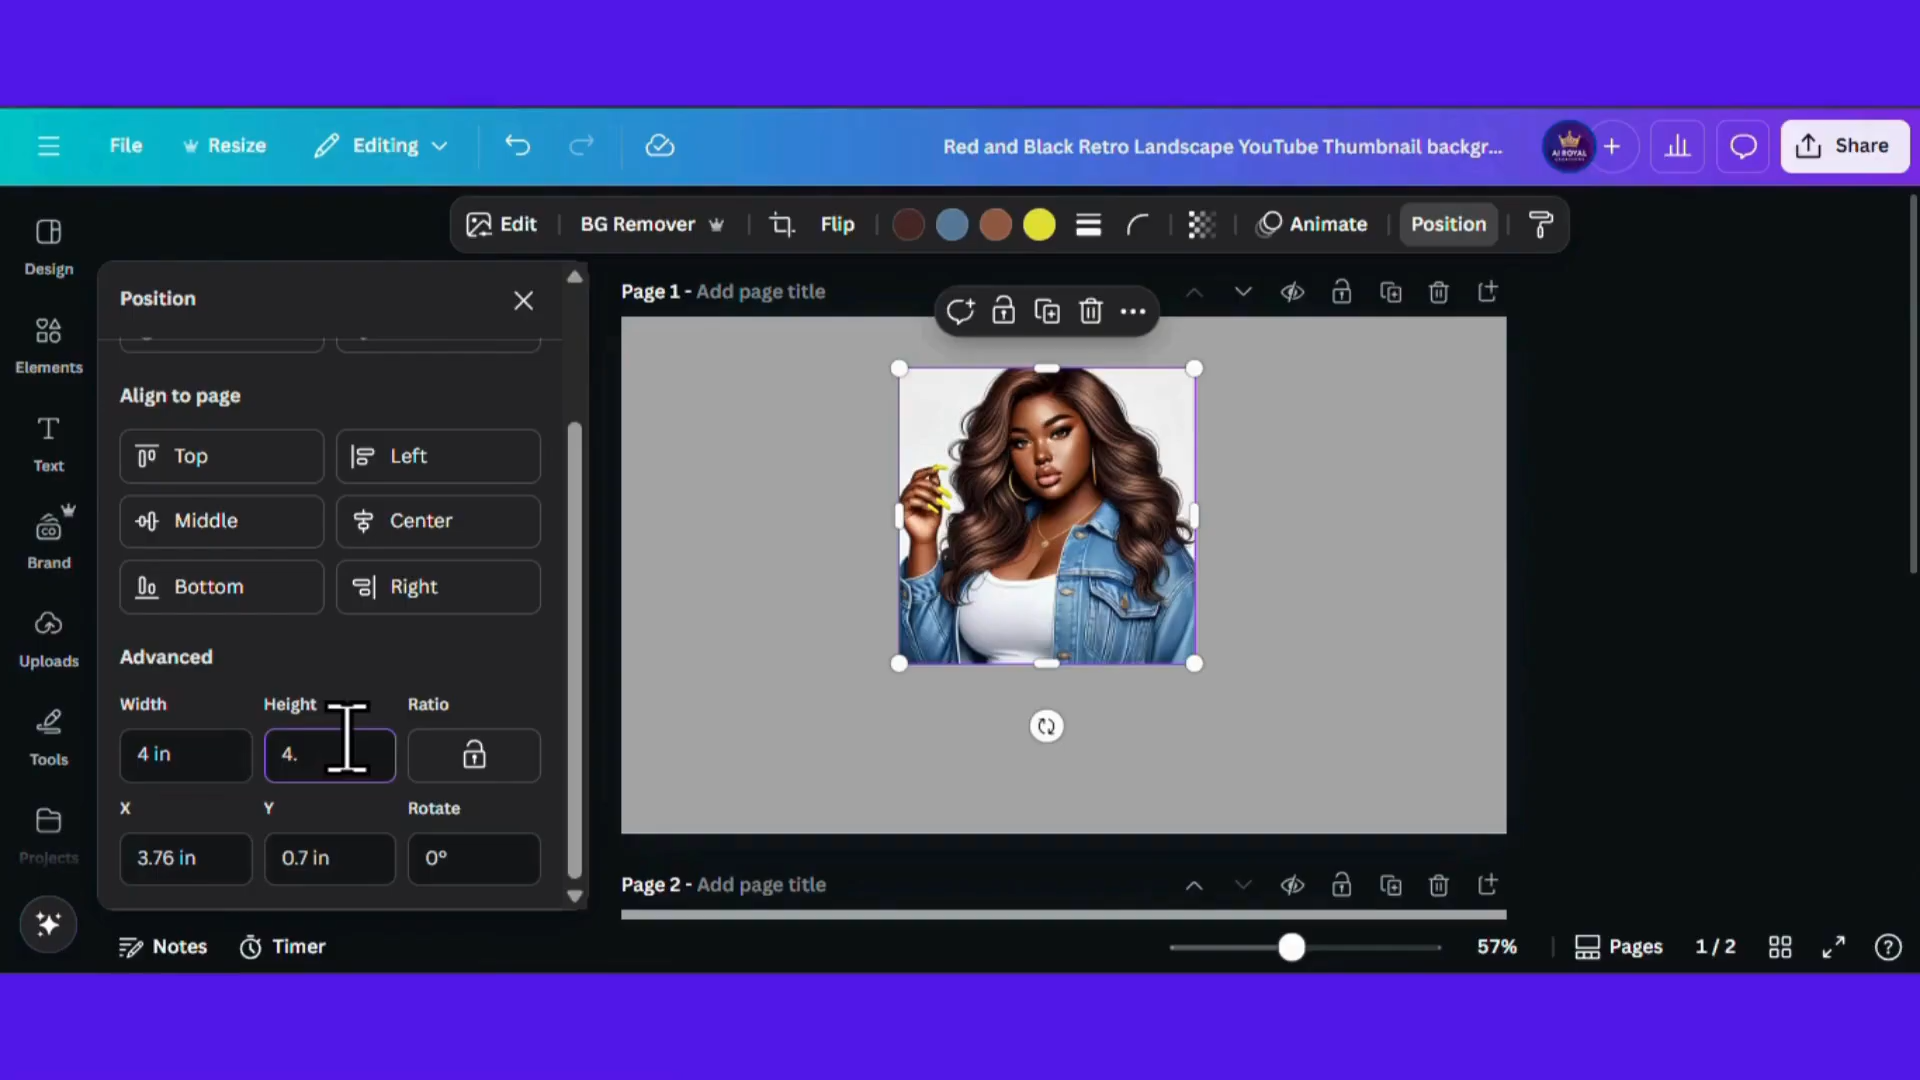 File
Resize
Editing
Red and Black Retro Landscape YouTube Thumbnail backgr...
AI ROYAL
Share
Edit
BG Remover
Flip
Animate
Position
Design
Elements
Text
Brand
Uploads
Tools
Projects
Position
Align to page
Top
Left
Middle
Center
Bottom
Right
Advanced
Width
Height
Ratio
4 in
4.
X
Y
Rotate
3.76 in
0.7 in
0°
Page 1 - Add page title
Page 2 - Add page title
Notes
Timer
57%
Pages
1 / 2